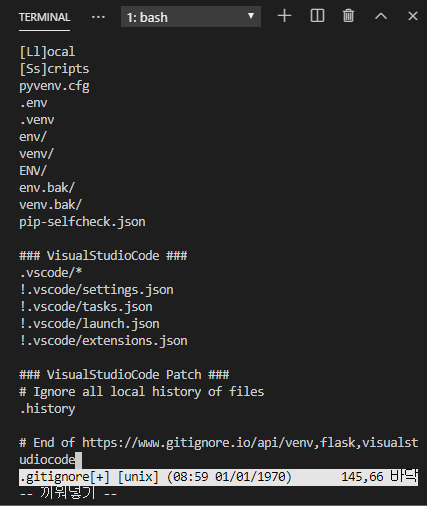 TERMINAL ... 1: bash
[Ll]ocal
[Ss]cripts
pyvenv.cfg
.env
.venv
env/
venv/
ENV/
env.bak/
venv.bak/
pip-selfcheck.json
### VisualStudioCode ###
.vscode/*
!.vscode/settings.json
!.vscode/tasks.json
!.vscode/launch.json
!.vscode/extensions.json
### VisualStudioCode Patch ###
# Ignore all local history of files
.history
# End of https://www.gitignore.io/api/venv,flask,visualst
udiocode
.gitignore[+] [unix] (08:59 01/01/1970) 145,66 바닥
-- 끼워넣기 --